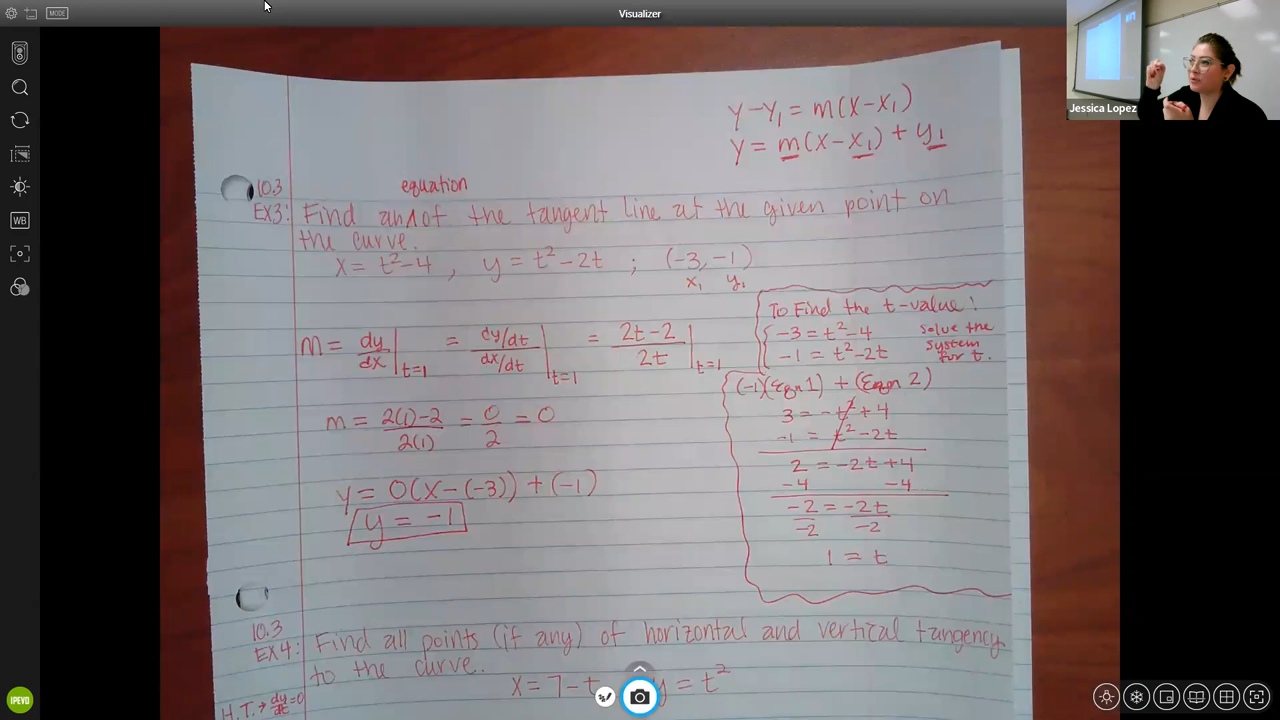 MODE
Visualizer
Jessica Lopez
WB
IPEVO
y-y₁ = m(x-x₁)
y = m(x-x₁) + y₁
10.3
equation
EX3: Find an of the tangent line at the given point on
the curve.
x = t²-4 , y = t²-2t ; (-3,-1)
x₁ y₁
m = dy/dx |t=1 = dy/dt / dx/dt |t=1 = 2t-2 / 2t |t=1
m = 2(1)-2 / 2(1) = 0/2 = 0
y = 0(x-(-3)) + (-1)
y = -1
To Find the t-value:
-3 = t²-4
-1 = t²-2t
solve the
system
for t.
(-1)(Eqn 1) + (Eqn 2)
3 = -t²+4
-1 = t²-2t
2 = -2t+4
-4 -4
-2 = -2t
-2 -2
1 = t
10.3
EX4: Find all points (if any) of horizontal and vertical tangency
to the curve.
x = 7-t y = t²
H.T. → dy/dt = 0